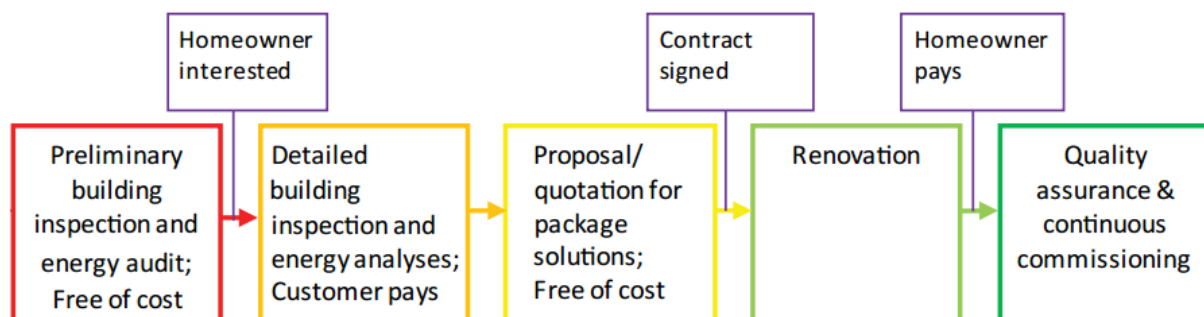 Homeowner
interested
Contract
signed
Homeowner
pays
Preliminary
building
inspection and
energy audit;
Free of cost
Detailed
building
inspection and
energy analyses;
Customer pays
Proposal/
quotation for
package
solutions;
Free of cost
Renovation
Quality
assurance &
continuous
commissioning